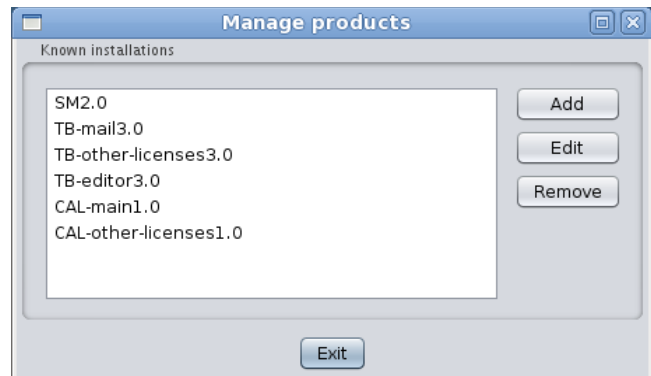 Manage products
Known installations
SM2.0
TB-mail3.0
TB-other-licenses3.0
TB-editor3.0
CAL-main1.0
CAL-other-licenses1.0
Add
Edit
Remove
Exit